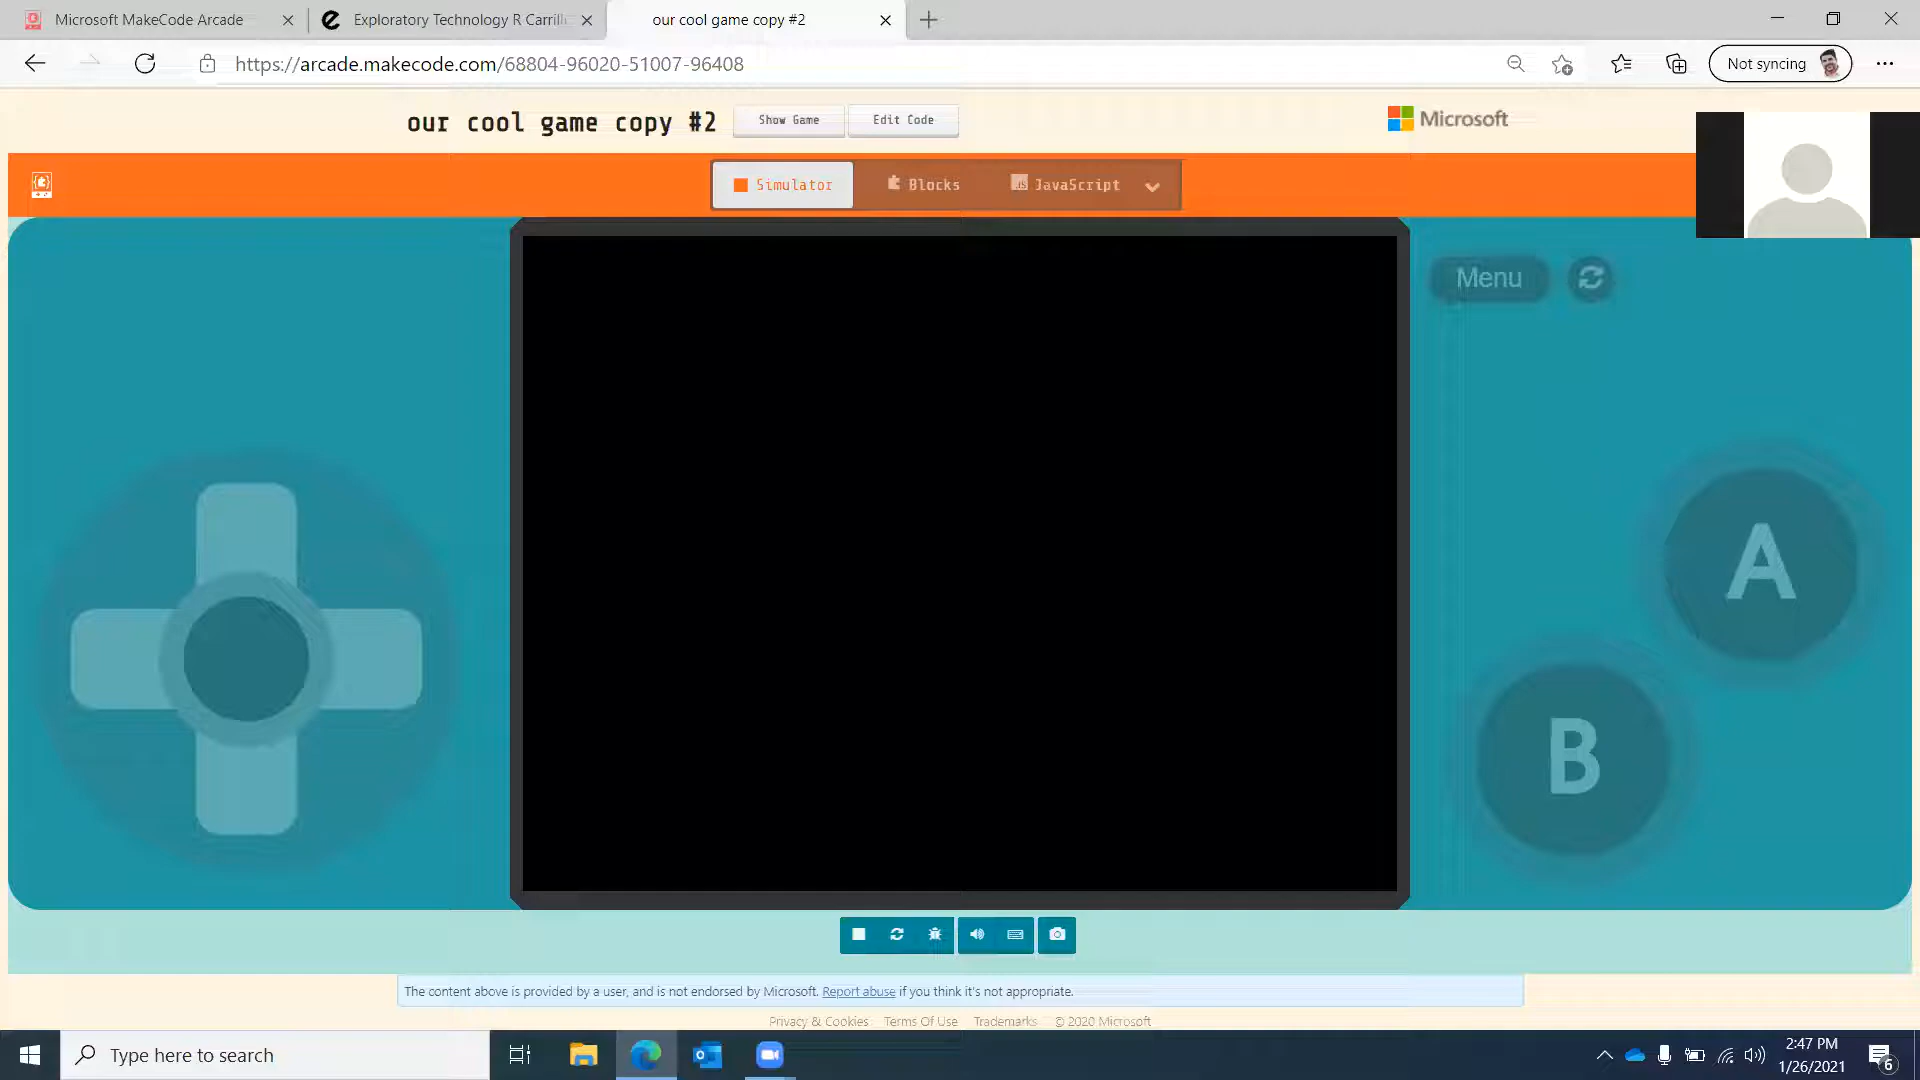 Microsoft MakeCode Arcade
Exploratory Technology R Carrill
our cool game copy #2
https://arcade.makecode.com/68804-96020-51007-96408
Not syncing
our cool game copy #2
Show Game
Edit Code
Microsoft
Simulator
Blocks
JS
JavaScript
Menu
A
B
The content above is provided by a user, and is not endorsed by Microsoft. Report abuse if you think it's not appropriate.
Privacy & Cookies Terms Of Use Trademarks © 2020 Microsoft
Type here to search
2:47 PM
1/26/2021
6